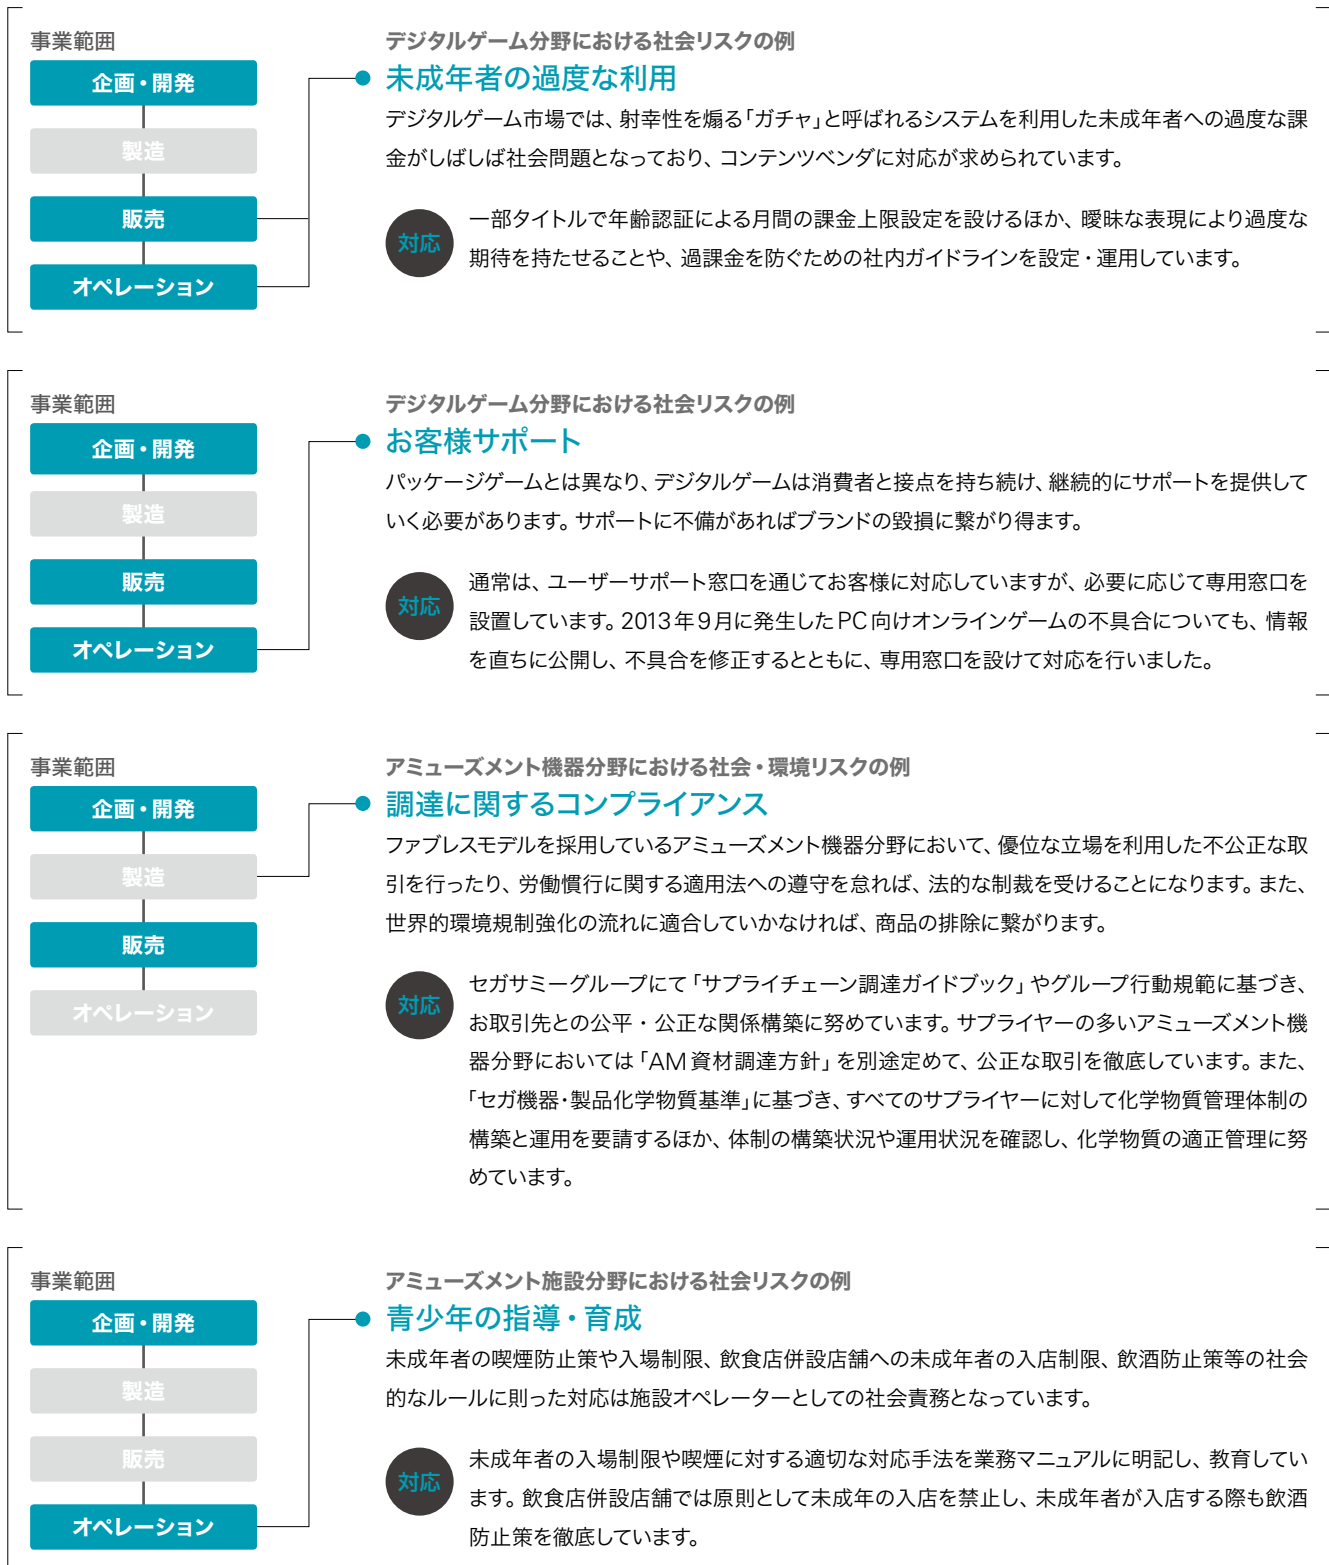 事業範囲
企画・開発
製造
販売
オペレーション
デジタルゲーム分野における社会リスクの例
未成年者の過度な利用
デジタルゲーム市場では、射幸性を煽る「ガチャ」と呼ばれるシステムを利用した未成年者への過度な課
金がしばしば社会問題となっており、コンテンツベンダに対応が求められています。
対応
一部タイトルで年齢認証による月間の課金上限設定を設けるほか、曖昧な表現により過度な
期待を持たせることや、過課金を防ぐための社内ガイドラインを設定・運用しています。
事業範囲
企画・開発
製造
販売
オペレーション
デジタルゲーム分野における社会リスクの例
お客様サポート
パッケージゲームとは異なり、デジタルゲームは消費者と接点を持ち続け、継続的にサポートを提供して
いく必要があります。サポートに不備があればブランドの毀損に繋がり得ます。
対応
通常は、ユーザーサポート窓口を通じてお客様に対応していますが、必要に応じて専用窓口を
設置しています。2013年9月に発生したPC向けオンラインゲームの不具合についても、情報
を直ちに公開し、不具合を修正するとともに、専用窓口を設けて対応を行いました。
事業範囲
企画・開発
製造
販売
オペレーション
アミューズメント機器分野における社会・環境リスクの例
調達に関するコンプライアンス
ファブレスモデルを採用しているアミューズメント機器分野において、優位な立場を利用した不公正な取
引を行ったり、労働慣行に関する適用法への遵守を怠れば、法的な制裁を受けることになります。また、
世界的環境規制強化の流れに適合していかなければ、商品の排除に繋がります。
対応
セガサミーグループにて「サプライチェーン調達ガイドブック」やグループ行動規範に基づき、
お取引先との公平・公正な関係構築に努めています。サプライヤーの多いアミューズメント機
器分野においては「AM資材調達方針」を別途定めて、公正な取引を徹底しています。また、
「セガ機器・製品化学物質基準」に基づき、すべてのサプライヤーに対して化学物質管理体制の
構築と運用を要請するほか、体制の構築状況や運用状況を確認し、化学物質の適正管理に努
めています。
事業範囲
企画・開発
製造
販売
オペレーション
アミューズメント施設分野における社会リスクの例
青少年の指導・育成
未成年者の喫煙防止策や入場制限、飲食店併設店舗への未成年者の入店制限、飲酒防止策等の社会
的なルールに則った対応は施設オペレーターとしての社会責務となっています。
対応
未成年者の入場制限や喫煙に対する適切な対応手法を業務マニュアルに明記し、教育してい
ます。飲食店併設店舗では原則として未成年の入店を禁止し、未成年者が入店する際も飲酒
防止策を徹底しています。